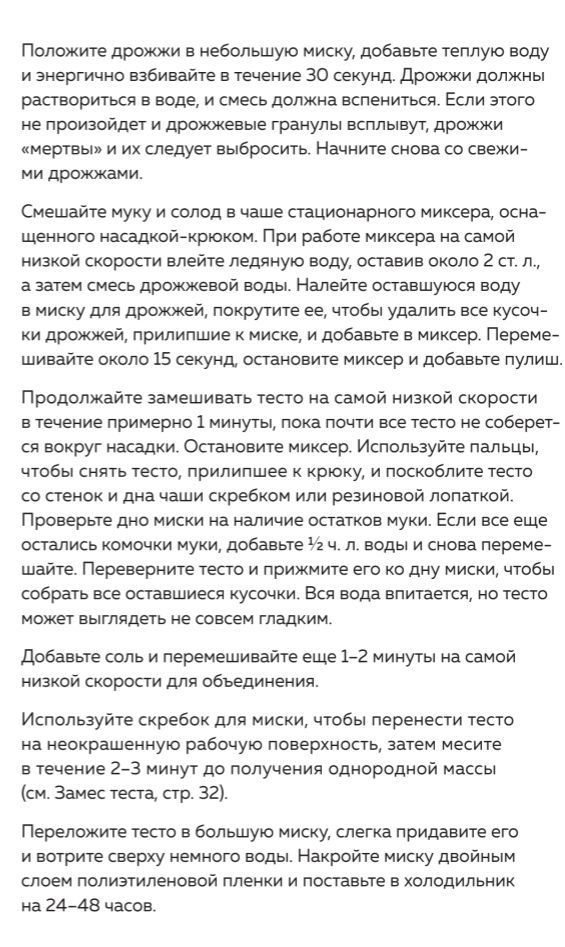 Положите дрожжи в небольшую миску, добавьте теплую воду
и энергично взбивайте в течение 30 секунд. Дрожжи должны
раствориться в воде, и смесь должна вспениться. Если этого
не произойдет и дрожжевые гранулы всплывут, дрожжи
«мертвы» и их следует выбросить. Начните снова со свежи-
ми дрожжами.
Смешайте муку и солод в чаше стационарного миксера, осна-
щенного насадкой-крюком. При работе миксера на самой
низкой скорости влейте ледяную воду, оставив около 2 ст. л.,
а затем смесь дрожжевой воды. Налейте оставшуюся воду
в миску для дрожжей, покрутите ее, чтобы удалить все кусоч-
ки дрожжей, прилипшие к миске, и добавьте в миксер. Переме-
шивайте около 15 секунд, остановите миксер и добавьте пулиш.
Продолжайте замешивать тесто на самой низкой скорости
в течение примерно 1 минуты, пока почти все тесто не соберет-
ся вокруг насадки. Остановите миксер. Используйте пальцы,
чтобы снять тесто, прилипшее к крюку, и поскоблите тесто
со стенок и дна чаши скребком или резиновой лопаткой.
Проверьте дно миски на наличие остатков муки. Если все еще
остались комочки муки, добавьте ½ ч. л. воды и снова переме-
шайте. Переверните тесто и прижмите его ко дну миски, чтобы
собрать все оставшиеся кусочки. Вся вода впитается, но тесто
может выглядеть не совсем гладким.
Добавьте соль и перемешивайте еще 1–2 минуты на самой
низкой скорости для объединения.
Используйте скребок для миски, чтобы перенести тесто
на неокрашенную рабочую поверхность, затем месите
в течение 2–3 минут до получения однородной массы
(см. Замес теста, стр. 32).
Переложите тесто в большую миску, слегка придавите его
и вотрите сверху немного воды. Накройте миску двойным
слоем полиэтиленовой пленки и поставьте в холодильник
на 24–48 часов.